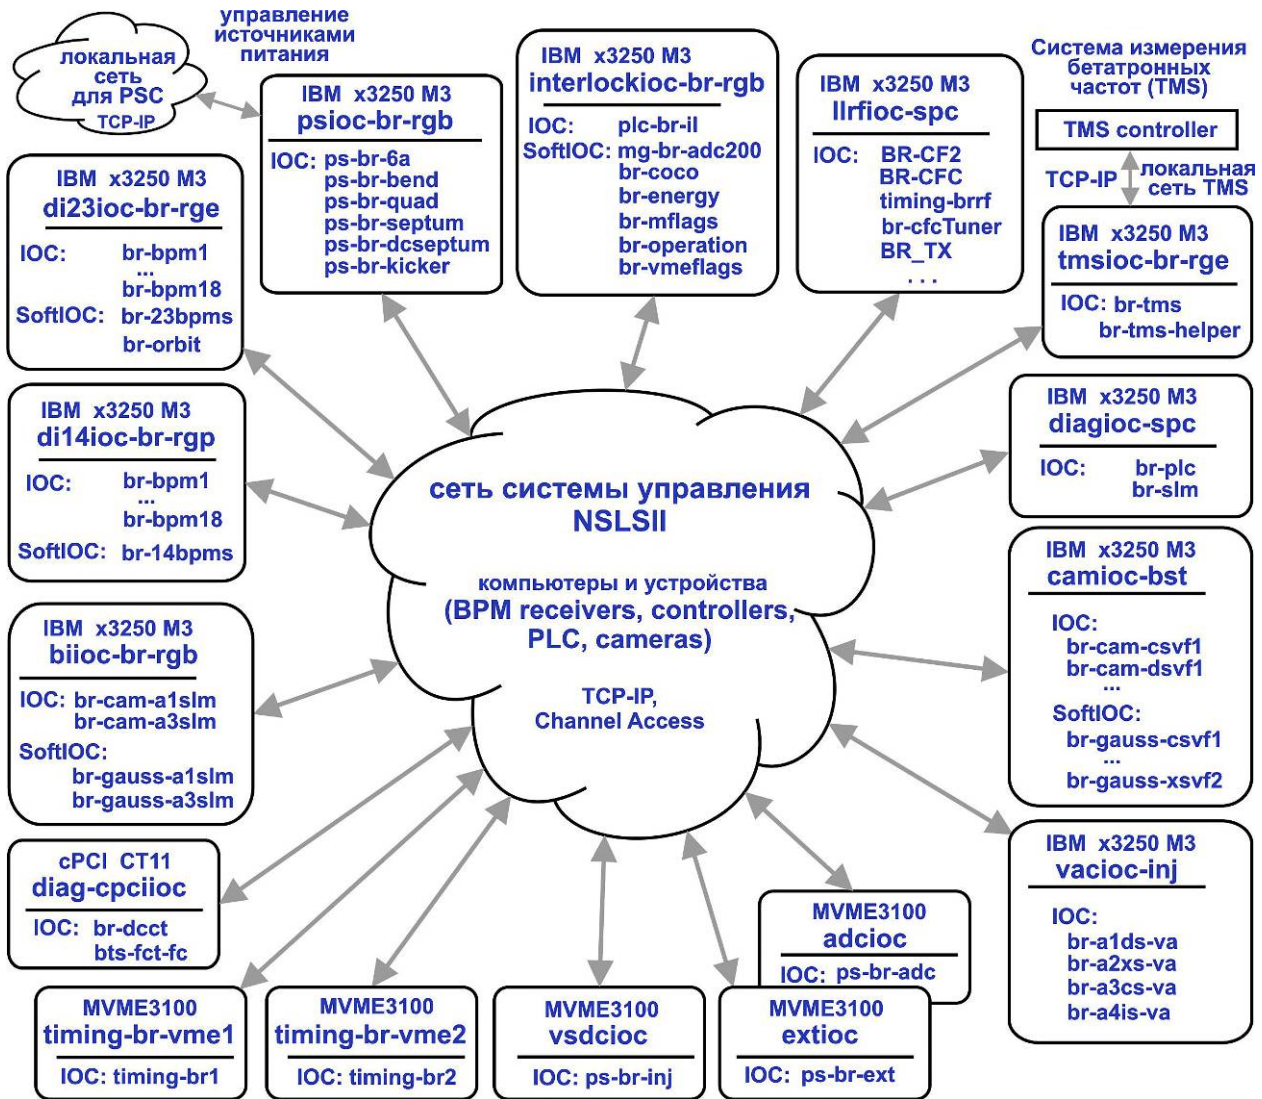 локальная
сеть
для PSC
TCP-IP
управление
источниками
питания
IBM x3250 M3
psioc-br-rgb
IOC: ps-br-6a
ps-br-bend
ps-br-quad
ps-br-septum
ps-br-dcseptum
ps-br-kicker
IBM x3250 M3
interlockioc-br-rgb
IOC: plc-br-il
SoftIOC: mg-br-adc200
br-coco
br-energy
br-mflags
br-operation
br-vmeflags
IBM x3250 M3
llrfioc-spc
IOC: BR-CF2
BR-CFC
timing-brrf
br-cfcTuner
BR_TX
...
Система измерения
бетатронных
частот (TMS)
TMS controller
TCP-IP
локальная
сеть TMS
IBM x3250 M3
tmsioc-br-rge
IOC: br-tms
br-tms-helper
IBM x3250 M3
di23ioc-br-rge
IOC: br-bpm1
...
br-bpm18
SoftIOC: br-23bpms
br-orbit
IBM x3250 M3
di14ioc-br-rgp
IOC: br-bpm1
...
br-bpm18
SoftIOC: br-14bpms
IBM x3250 M3
biioc-br-rgb
IOC: br-cam-a1slm
br-cam-a3slm
SoftIOC:
br-gauss-a1slm
br-gauss-a3slm
сеть системы управления
NSLSII
компьютеры и устройства
(BPM receivers, controllers,
PLC, cameras)
TCP-IP,
Channel Access
IBM x3250 M3
diagioc-spc
IOC: br-plc
br-slm
IBM x3250 M3
camioc-bst
IOC:
br-cam-csvf1
br-cam-dsvf1
...
SoftIOC:
br-gauss-csvf1
...
br-gauss-xsvf2
IBM x3250 M3
vacioc-inj
IOC:
br-a1ds-va
br-a2xs-va
br-a3cs-va
br-a4is-va
cPCI CT11
diag-cpciioc
IOC: br-dcct
bts-fct-fc
MVME3100
timing-br-vme1
IOC: timing-br1
MVME3100
timing-br-vme2
IOC: timing-br2
MVME3100
vsdcioc
IOC: ps-br-inj
MVME3100
adcioc
IOC: ps-br-adc
MVME3100
extioc
IOC: ps-br-ext